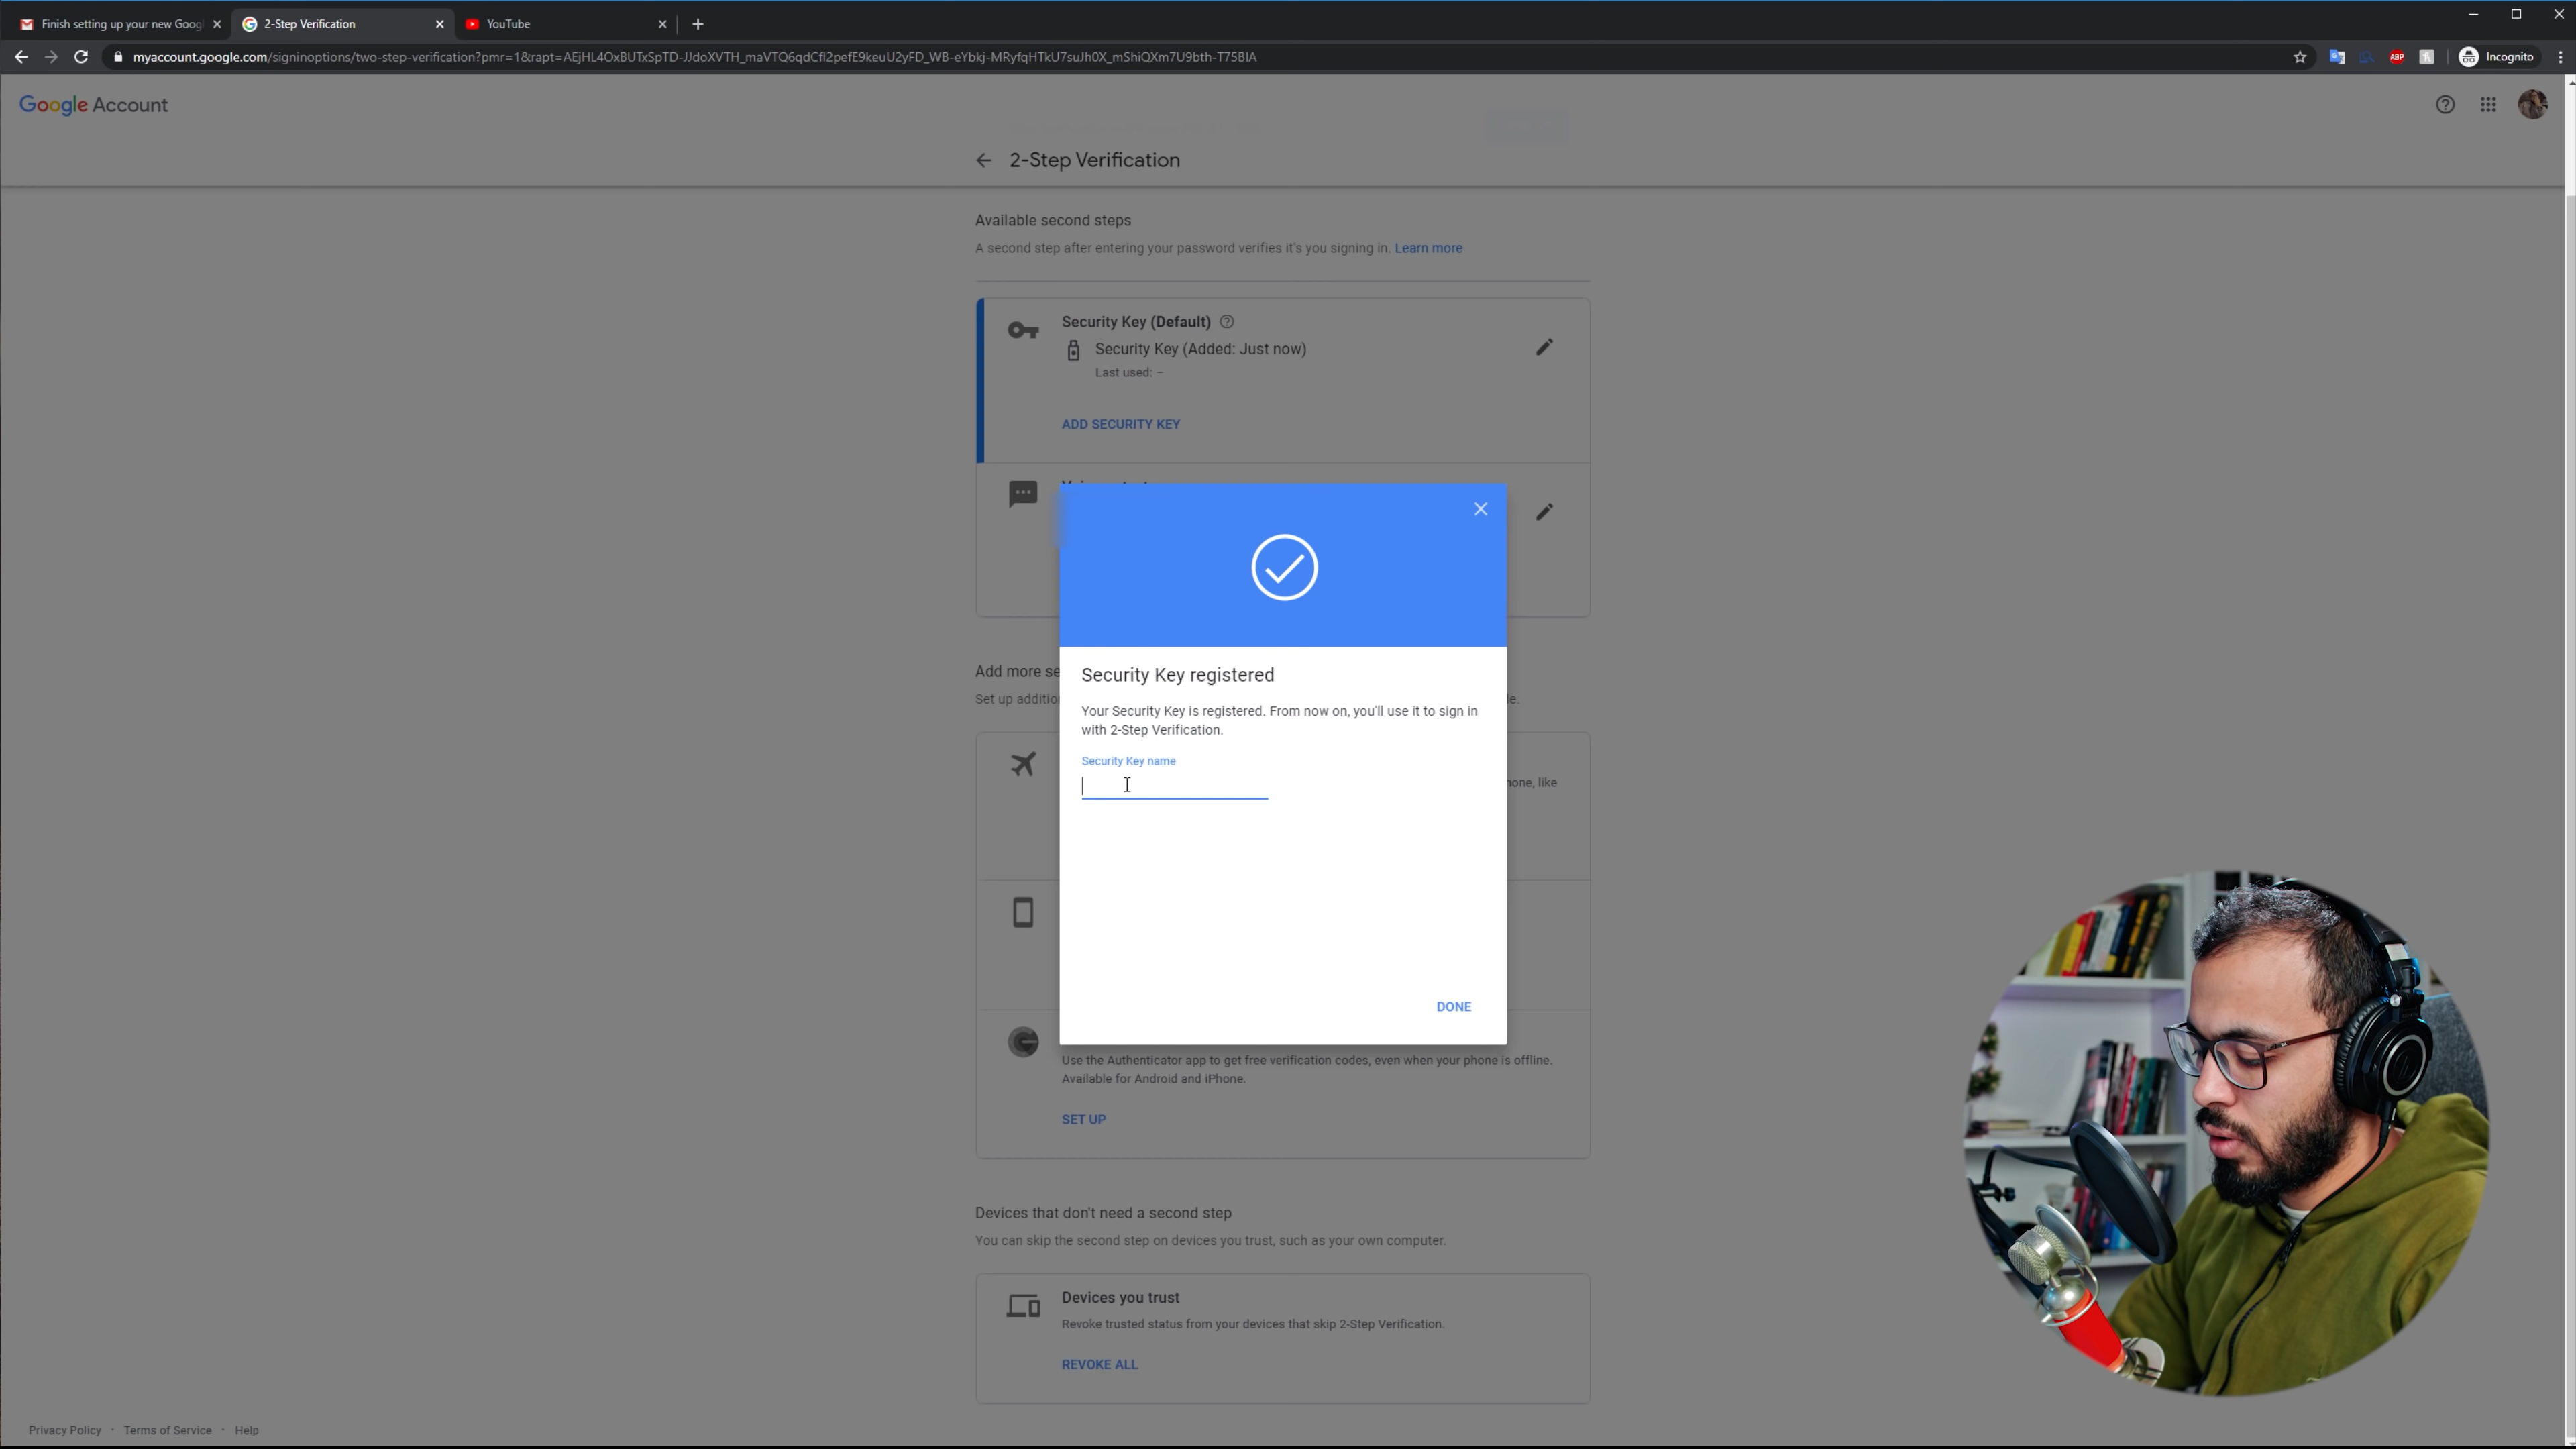 Finish setting up your new Googl
2-Step Verification
YouTube
myaccount.google.com/signinoptions/two-step-verification?pmr=1&rapt=AEjHL4OxBUTxSpTD-JJdoXVTH_maVTQ6qdCfl2pefE9keuU2yFD_WB-eYbkj-MRyfqHTkU7suJh0X_mShiQXm7U9bth-T75BIA
ABP
Incognito
Google Account
2-Step Verification
Available second steps
A second step after entering your password verifies it's you signing in. Learn more
Security Key (Default)
Security Key (Added: Just now)
Last used: –
ADD SECURITY KEY
Security Key registered
Add more se
Set up additio
le.
Your Security Key is registered. From now on, you'll use it to sign in
with 2-Step Verification.
Security Key name
hone, like
DONE
Use the Authenticator app to get free verification codes, even when your phone is offline.
Available for Android and iPhone.
SET UP
Devices that don't need a second step
You can skip the second step on devices you trust, such as your own computer.
Devices you trust
Revoke trusted status from your devices that skip 2-Step Verification.
REVOKE ALL
Privacy Policy · Terms of Service · Help